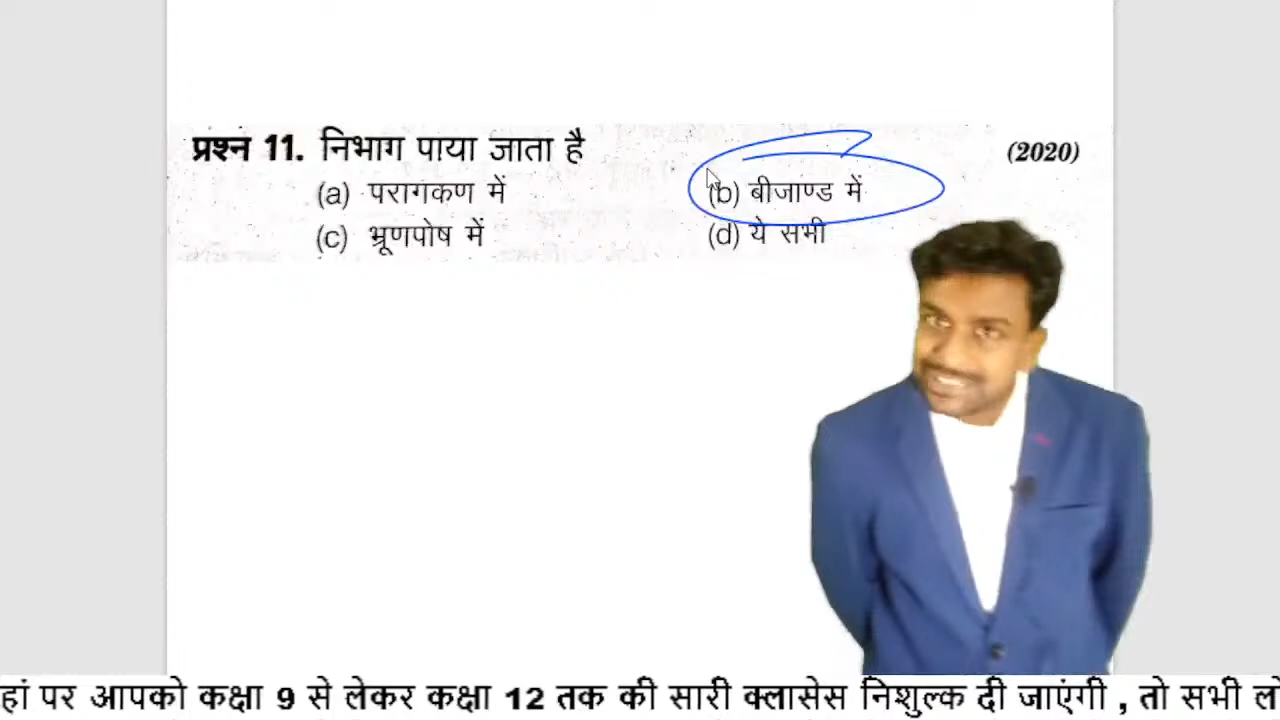 प्रश्न 11. निभाग पाया जाता है (2020)
(a) परागकण में (b) बीजाण्ड में
(c) भ्रूणपोष में (d) ये सभी
हां पर आपको कक्षा 9 से लेकर कक्षा 12 तक की सारी क्लासेस निशुल्क दी जाएंगी , तो सभी लो